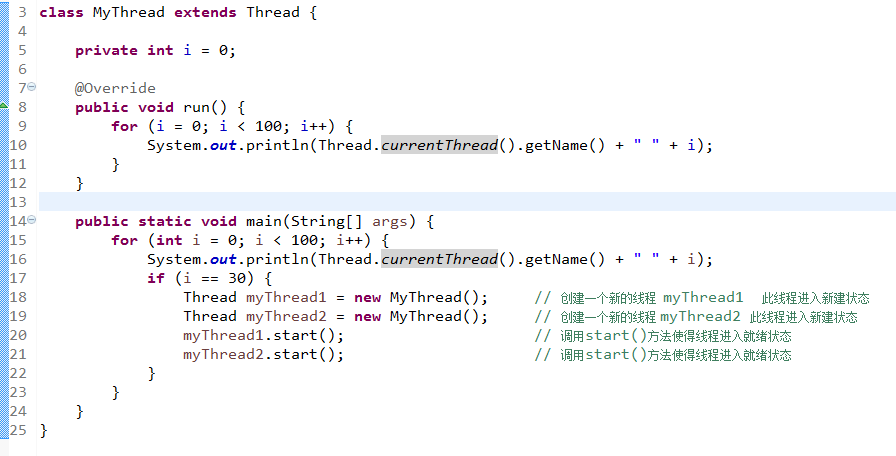 3 class MyThread extends Thread {
4
5     private int i = 0;
6
7     @Override
8     public void run() {
9         for (i = 0; i < 100; i++) {
10             System.out.println(Thread.currentThread().getName() + " " + i);
11         }
12     }
13
14     public static void main(String[] args) {
15         for (int i = 0; i < 100; i++) {
16             System.out.println(Thread.currentThread().getName() + " " + i);
17             if (i == 30) {
18                 Thread myThread1 = new MyThread();     // 创建一个新的线程 myThread1  此线程进入新建状态
19                 Thread myThread2 = new MyThread();     // 创建一个新的线程 myThread2 此线程进入新建状态
20                 myThread1.start();                     // 调用start()方法使得线程进入就绪状态
21                 myThread2.start();                     // 调用start()方法使得线程进入就绪状态
22             }
23         }
24     }
25 }